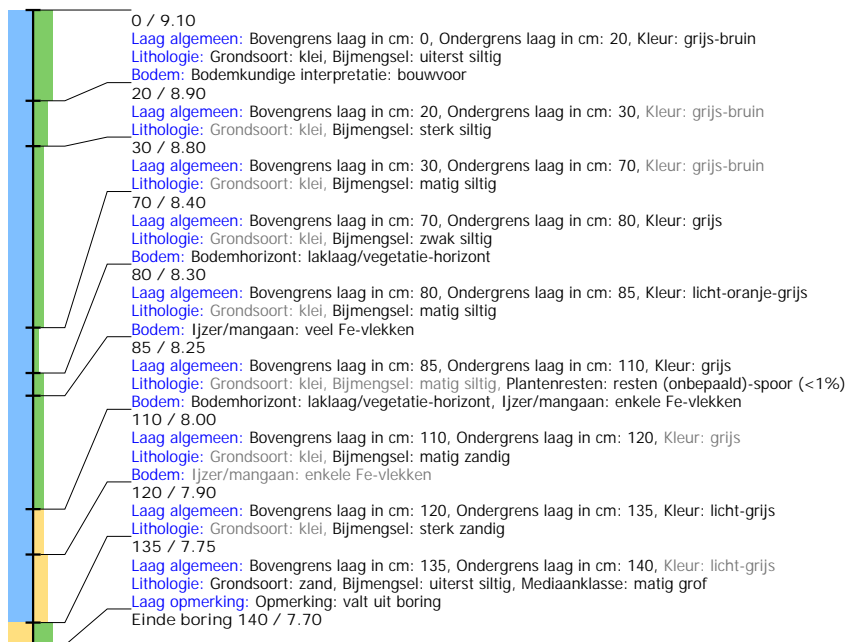 0 / 9.10
Laag algemeen: Bovengrens laag in cm: 0, Ondergrens laag in cm: 20, Kleur: grijs-bruin
Lithologie: Grondsoort: klei, Bijmengsel: uiterst siltig
Bodem: Bodemkundige interpretatie: bouwvoor
20 / 8.90
Laag algemeen: Bovengrens laag in cm: 20, Ondergrens laag in cm: 30, Kleur: grijs-bruin
Lithologie: Grondsoort: klei, Bijmengsel: sterk siltig
30 / 8.80
Laag algemeen: Bovengrens laag in cm: 30, Ondergrens laag in cm: 70, Kleur: grijs-bruin
Lithologie: Grondsoort: klei, Bijmengsel: matig siltig
70 / 8.40
Laag algemeen: Bovengrens laag in cm: 70, Ondergrens laag in cm: 80, Kleur: grijs
Lithologie: Grondsoort: klei, Bijmengsel: zwak siltig
Bodem: Bodemhorizont: laklaag/vegetatie-horizont
80 / 8.30
Laag algemeen: Bovengrens laag in cm: 80, Ondergrens laag in cm: 85, Kleur: licht-oranje-grijs
Lithologie: Grondsoort: klei, Bijmengsel: matig siltig
Bodem: Ijzer/mangaan: veel Fe-vlekken
85 / 8.25
Laag algemeen: Bovengrens laag in cm: 85, Ondergrens laag in cm: 110, Kleur: grijs
Lithologie: Grondsoort: klei, Bijmengsel: matig siltig, Plantenresten: resten (onbepaald)-spoor (<1%)
Bodem: Bodemhorizont: laklaag/vegetatie-horizont, Ijzer/mangaan: enkele Fe-vlekken
110 / 8.00
Laag algemeen: Bovengrens laag in cm: 110, Ondergrens laag in cm: 120, Kleur: grijs
Lithologie: Grondsoort: klei, Bijmengsel: matig zandig
Bodem: Ijzer/mangaan: enkele Fe-vlekken
120 / 7.90
Laag algemeen: Bovengrens laag in cm: 120, Ondergrens laag in cm: 135, Kleur: licht-grijs
Lithologie: Grondsoort: klei, Bijmengsel: sterk zandig
135 / 7.75
Laag algemeen: Bovengrens laag in cm: 135, Ondergrens laag in cm: 140, Kleur: licht-grijs
Lithologie: Grondsoort: zand, Bijmengsel: uiterst siltig, Mediaanklasse: matig grof
Laag opmerking: Opmerking: valt uit boring
Einde boring 140 / 7.70